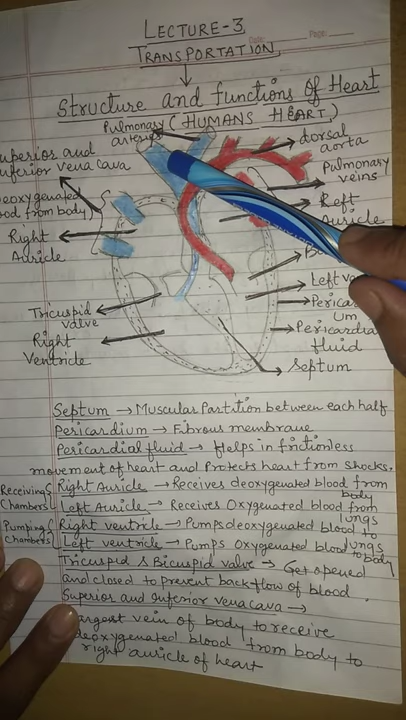 LECTURE-3
Date: Page:
TRANSPORTATION
Structure and functions of Heart
(HUMANS HEART)
Pulmonary
arteries
dorsal
aorta
Superior and
inferior vena cava
Pulmonary
veins
(Deoxygenated
blood from body)
Left
Auricle
Right
Auricle
Left
Tricuspid
valve
Pericardi
um
Right
Ventricle
Pericardial
fluid
Septum
Septum → Muscular Partition between each half
Pericardium → Fibrous membrane
Pericardial fluid → Helps in frictionless
movement of heart and Protects heart from shocks.
Receiving Chambers
Right Auricle → Receives deoxygenated blood from body
Left Auricle → Receives Oxygenated blood from lungs
Pumping Chambers
Right ventricle → Pumps deoxygenated blood to lungs
Left ventricle → Pumps Oxygenated blood to body
Tricuspid & Bicuspid valve → Get opened
and closed to prevent backflow of blood.
Superior and Inferior venacava →
largest vein of body to receive
deoxygenated blood from body to
right auricle of heart